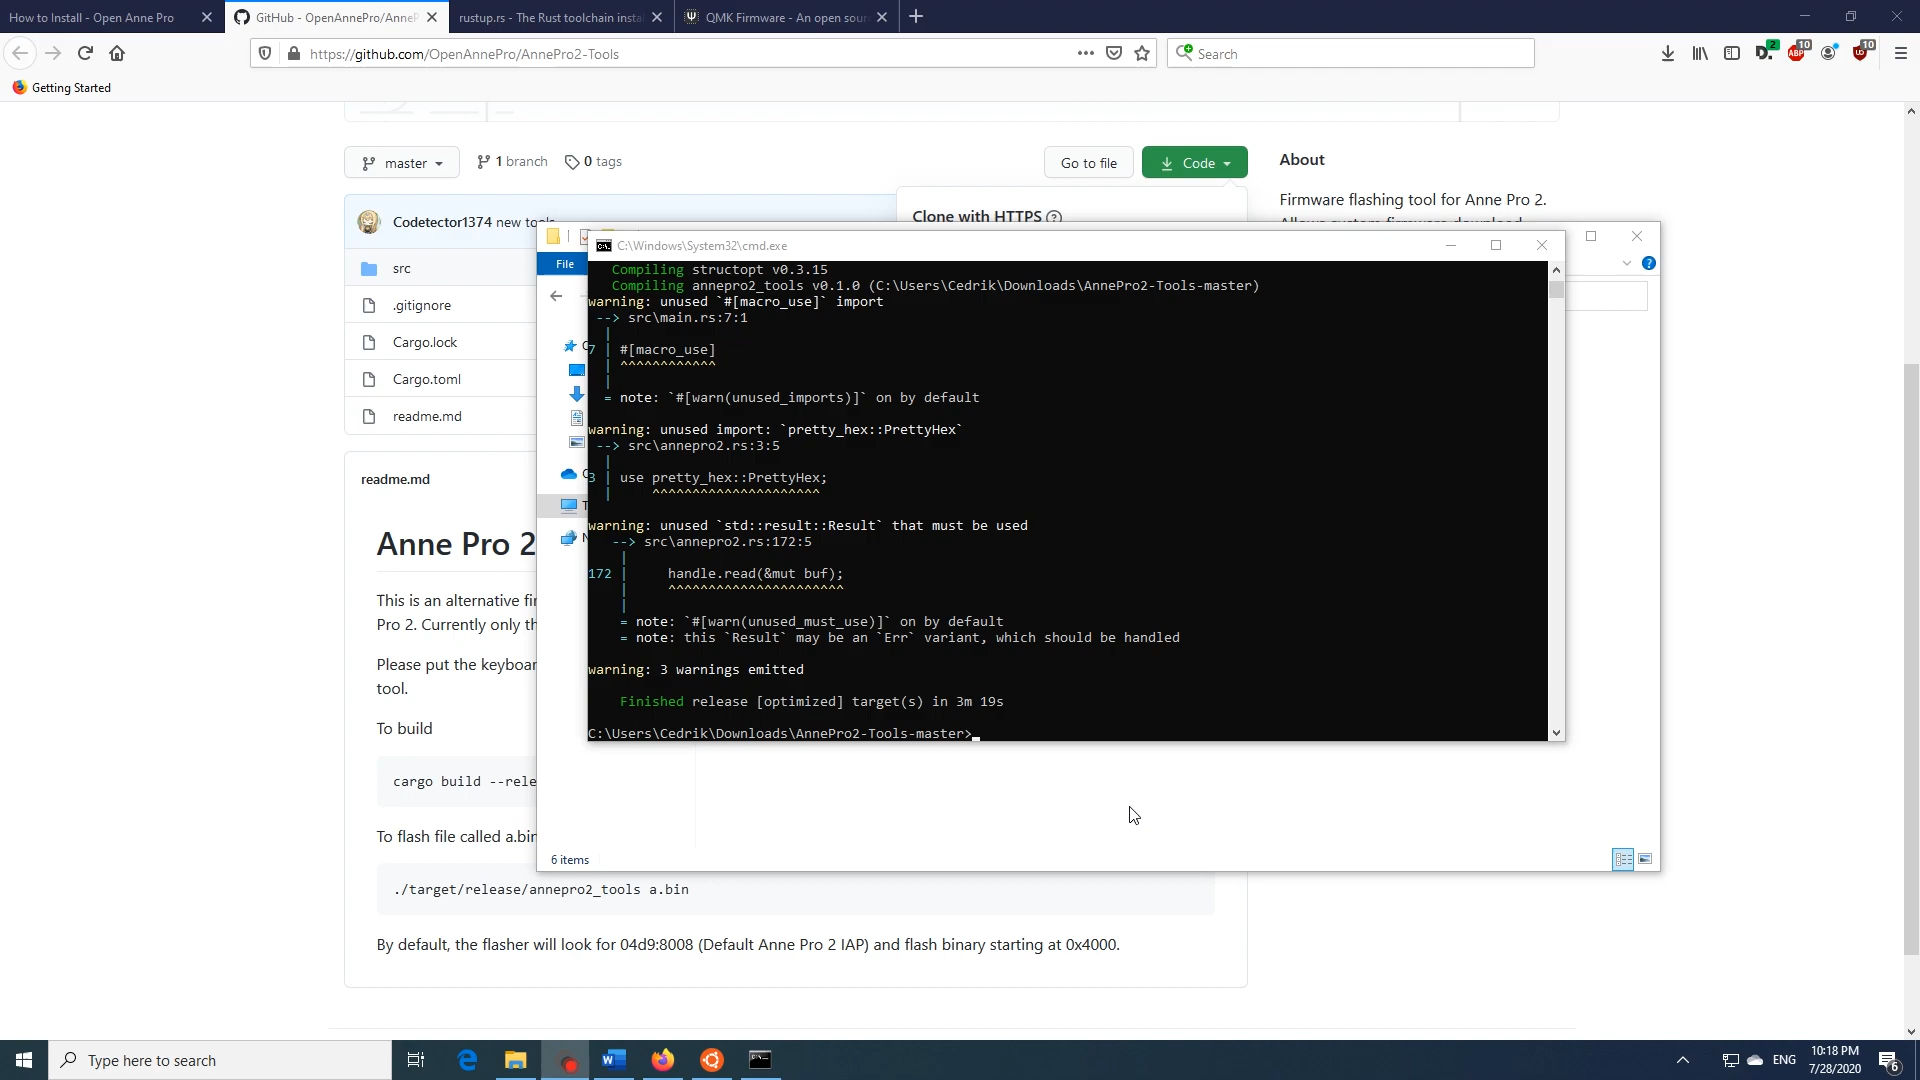 How to Install - Open Anne Pro
GitHub - OpenAnnePro/AnneP
rustup.rs - The Rust toolchain insta
QMK Firmware - An open sour
https://github.com/OpenAnnePro/AnnePro2-Tools
Search
2
10
10
Getting Started
master
1 branch
0 tags
Go to file
Code
About
Firmware flashing tool for Anne Pro 2.
Codetector1374 new tools
Clone with HTTPS
src
.gitignore
Cargo.lock
Cargo.toml
readme.md
readme.md
Anne Pro 2
This is an alternative fir
Pro 2. Currently only th
Please put the keyboar
tool.
To build
cargo build --rele
To flash file called a.bin
./target/release/annepro2_tools a.bin
By default, the flasher will look for 04d9:8008 (Default Anne Pro 2 IAP) and flash binary starting at 0x4000.
File
6 items
C:\Windows\System32\cmd.exe
Compiling structopt v0.3.15
Compiling annepro2_tools v0.1.0 (C:\Users\Cedrik\Downloads\AnnePro2-Tools-master)
warning: unused `#[macro_use]` import
--> src\main.rs:7:1
|
7 | #[macro_use]
| ^^^^^^^^^^^^
|
= note: `#[warn(unused_imports)]` on by default
warning: unused import: `pretty_hex::PrettyHex`
--> src\annepro2.rs:3:5
|
3 | use pretty_hex::PrettyHex;
| ^^^^^^^^^^^^^^^^^^^^^
warning: unused `std::result::Result` that must be used
--> src\annepro2.rs:172:5
|
172 | handle.read(&mut buf);
| ^^^^^^^^^^^^^^^^^^^^^^
|
= note: `#[warn(unused_must_use)]` on by default
= note: this `Result` may be an `Err` variant, which should be handled
warning: 3 warnings emitted
Finished release [optimized] target(s) in 3m 19s
C:\Users\Cedrik\Downloads\AnnePro2-Tools-master>
Type here to search
ENG
10:18 PM
7/28/2020
6